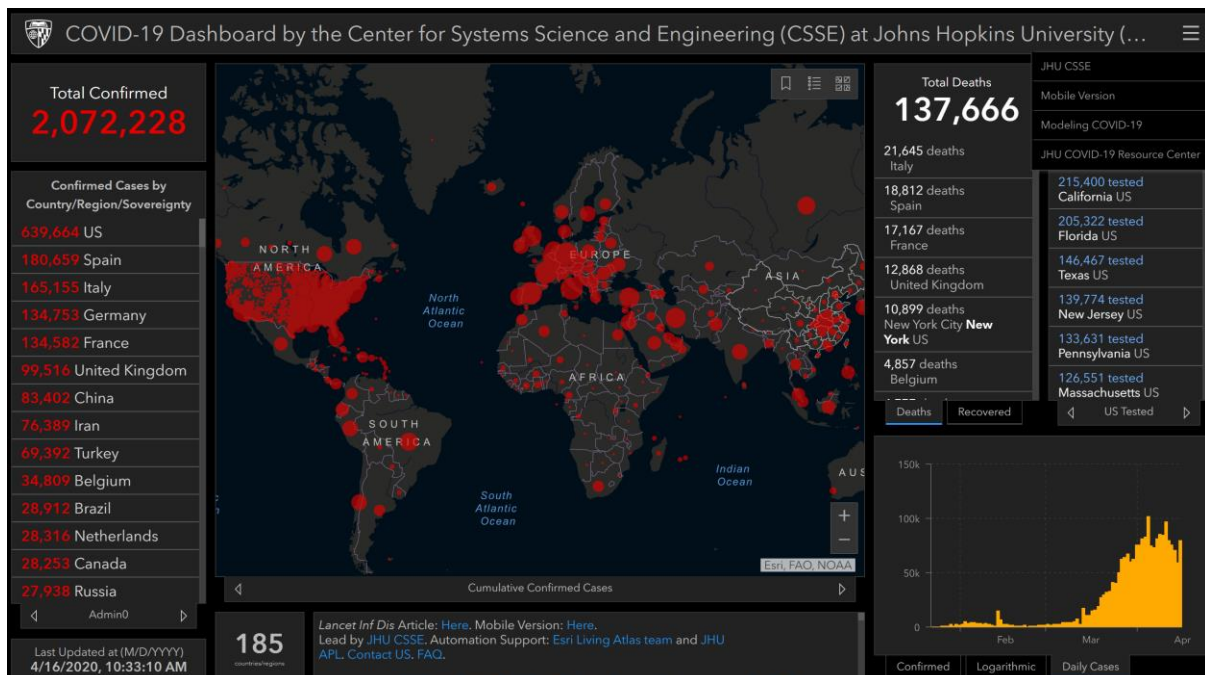 COVID-19 Dashboard by the Center for Systems Science and Engineering (CSSE) at Johns Hopkins University (...
Total Confirmed
2,072,228
Confirmed Cases by
Country/Region/Sovereignty
639,664 US
180,659 Spain
165,155 Italy
134,753 Germany
134,582 France
99,516 United Kingdom
83,402 China
76,389 Iran
69,392 Turkey
34,809 Belgium
28,912 Brazil
28,316 Netherlands
28,253 Canada
27,938 Russia
Admin0
Last Updated at (M/D/YYYY)
4/16/2020, 10:33:10 AM
NORTH
AMERICA
EUROPE
ASIA
North
Atlantic
Ocean
AFRICA
SOUTH
AMERICA
Indian
Ocean
AUS
South
Atlantic
Ocean
+
−
Esri, FAO, NOAA
Cumulative Confirmed Cases
185
countries/regions
Lancet Inf Dis Article: Here. Mobile Version: Here.
Lead by JHU CSSE. Automation Support: Esri Living Atlas team and JHU
APL. Contact US. FAQ.
Total Deaths
137,666
21,645 deaths
Italy
18,812 deaths
Spain
17,167 deaths
France
12,868 deaths
United Kingdom
10,899 deaths
New York City New
York US
4,857 deaths
Belgium
Deaths
Recovered
JHU CSSE
Mobile Version
Modeling COVID-19
JHU COVID-19 Resource Center
215,400 tested
California US
205,322 tested
Florida US
146,467 tested
Texas US
139,774 tested
New Jersey US
133,631 tested
Pennsylvania US
126,551 tested
Massachusetts US
US Tested
150k
100k
50k
0
Feb
Mar
Apr
Confirmed
Logarithmic
Daily Cases